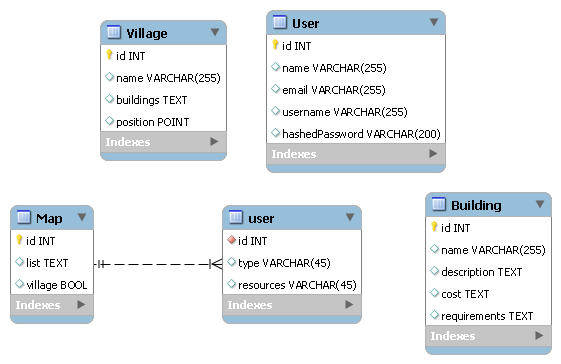 Village
id INT
name VARCHAR(255)
buildings TEXT
position POINT
Indexes
User
id INT
name VARCHAR(255)
email VARCHAR(255)
username VARCHAR(255)
hashedPassword VARCHAR(200)
Indexes
Map
id INT
list TEXT
village BOOL
Indexes
user
id INT
type VARCHAR(45)
resources VARCHAR(45)
Indexes
Building
id INT
name VARCHAR(255)
description TEXT
cost TEXT
requirements TEXT
Indexes